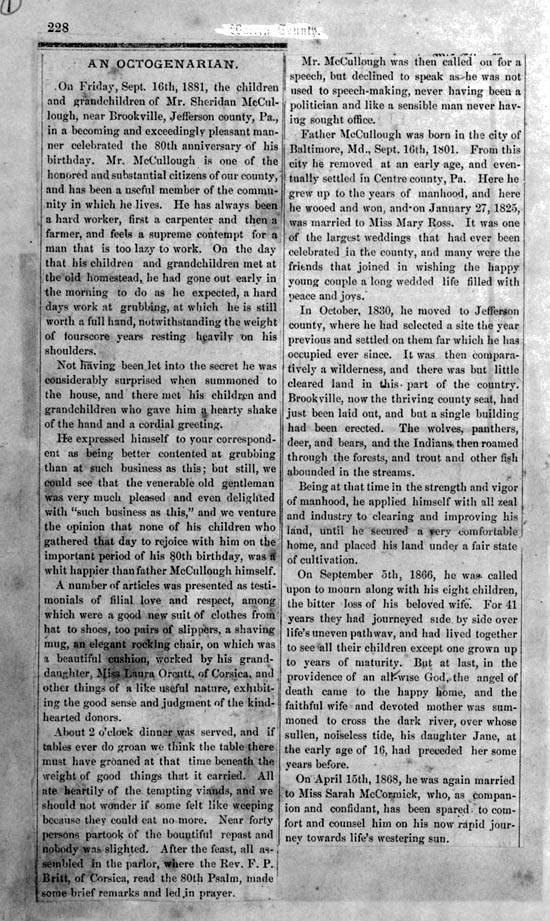 1
228
County.
AN OCTOGENARIAN.
On Friday, Sept. 16th, 1881, the children
and grandchildren of Mr. Sheridan McCul-
lough, near Brookville, Jefferson county, Pa.,
in a becoming and exceedingly pleasant man-
ner celebrated the 80th anniversary of his
birthday. Mr. McCullough is one of the
honored and substantial citizens of our county,
and has been a useful member of the commu-
nity in which he lives. He has always been
a hard worker, first a carpenter and then a
farmer, and feels a supreme contempt for a
man that is too lazy to work. On the day
that his children and grandchildren met at
the old homestead, he had gone out early in
the morning to do as he expected, a hard
days work at grubbing, at which he is still
worth a full hand, notwithstanding the weight
of fourscore years resting heavily on his
shoulders.
Not having been let into the secret he was
considerably surprised when summoned to
the house, and there met his children and
grandchildren who gave him a hearty shake
of the hand and a cordial greeting.
He expressed himself to your correspond-
ent as being better contented at grubbing
than at such business as this; but still, we
could see that the venerable old gentleman
was very much pleased and even delighted
with "such business as this," and we venture
the opinion that none of his children who
gathered that day to rejoice with him on the
important period of his 80th birthday, was a
whit happier than father McCullough himself.
A number of articles was presented as testi-
monials of filial love and respect, among
which were a good new suit of clothes from
hat to shoes, too pairs of slippers, a shaving
mug, an elegant rocking chair, on which was
a beautiful cushion, worked by his grand-
daughter, Miss Laura Orcutt, of Corsica, and
other things of a like useful nature, exhibit-
ing the good sense and judgment of the kind-
hearted donors.
About 2 o'clock dinner was served, and if
tables ever do groan we think the table there
must have groaned at that time beneath the
weight of good things that it carried. All
ate heartily of the tempting viands, and we
should not wonder if some felt like weeping
because they could eat no more. Near forty
persons partook of the bountiful repast and
nobody was slighted. After the feast, all as-
sembled in the parlor, where the Rev. F. P.
Britt, of Corsica, read the 80th Psalm, made
some brief remarks and led in prayer.
Mr. McCullough was then called on for a
speech, but declined to speak as he was not
used to speech-making, never having been a
politician and like a sensible man never hav-
ing sought office.
Father McCullough was born in the city of
Baltimore, Md., Sept. 16th, 1801. From this
city he removed at an early age, and even-
tually settled in Centre county, Pa. Here he
grew up to the years of manhood, and here
he wooed and won, and on January 27, 1825,
was married to Miss Mary Ross. It was one
of the largest weddings that had ever been
celebrated in the county, and many were the
friends that joined in wishing the happy
young couple a long wedded life filled with
peace and joys.
In October, 1830, he moved to Jefferson
county, where he had selected a site the year
previous and settled on them far which he has
occupied ever since. It was then compara-
tively a wilderness, and there was but little
cleared land in this part of the country.
Brookville, now the thriving county seat, had
just been laid out, and but a single building
had been erected. The wolves, panthers,
deer, and bears, and the Indians then roamed
through the forests, and trout and other fish
abounded in the streams.
Being at that time in the strength and vigor
of manhood, he applied himself with all zeal
and industry to clearing and improving his
land, until he secured a very comfortable
home, and placed his land under a fair state
of cultivation.
On September 5th, 1866, he was called
upon to mourn along with his eight children,
the bitter loss of his beloved wife. For 41
years they had journeyed side by side over
life's uneven pathway, and had lived together
to see all their children except one grown up
to years of maturity. But at last, in the
providence of an all-wise God, the angel of
death came to the happy home, and the
faithful wife and devoted mother was sum-
moned to cross the dark river, over whose
sullen, noiseless tide, his daughter Jane, at
the early age of 16, had preceded her some
years before.
On April 15th, 1868, he was again married
to Miss Sarah McCormick, who, as compan-
ion and confidant, has been spared to com-
fort and counsel him on his now rapid jour-
ney towards life's westering sun.